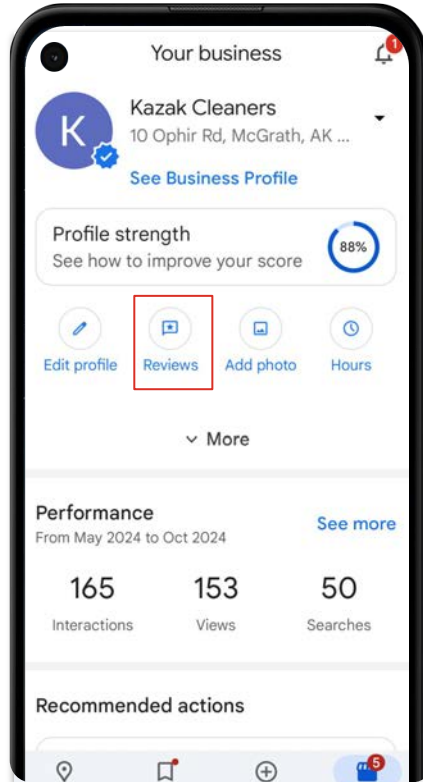 Your business
1
K
Kazak Cleaners
10 Ophir Rd, McGrath, AK ...
See Business Profile
Profile strength
See how to improve your score
88%
Edit profile Reviews Add photo Hours
More
Performance
From May 2024 to Oct 2024
See more
165 153 50
Interactions Views Searches
Recommended actions
5